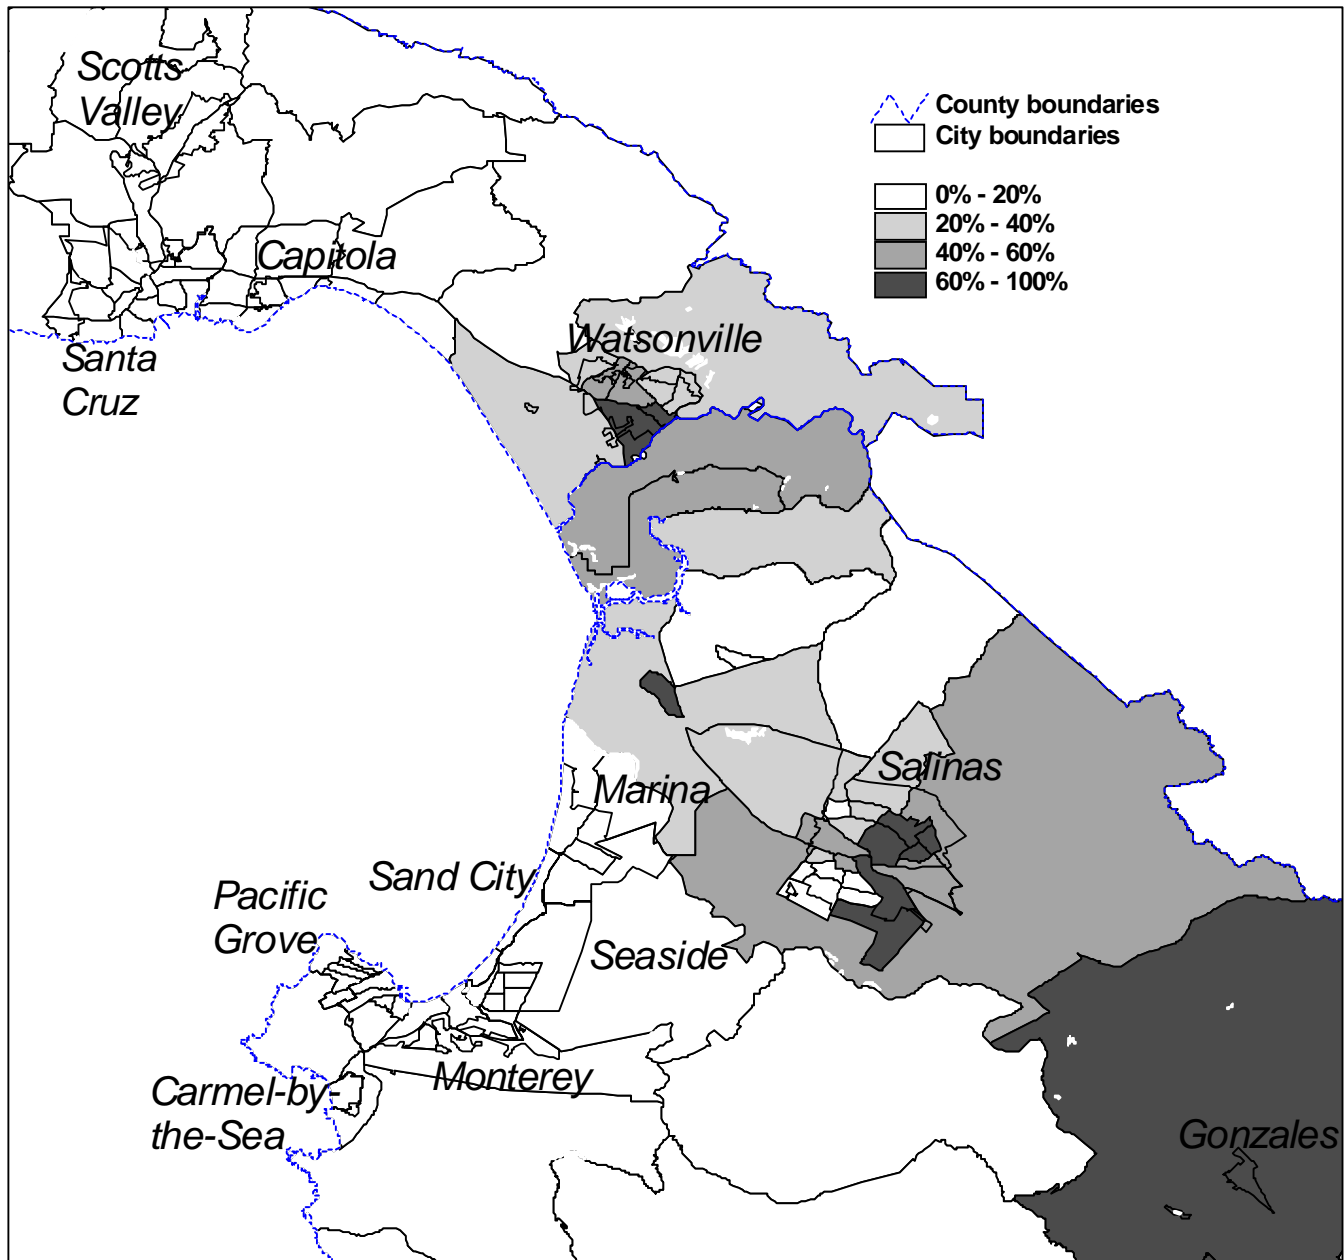 Scotts
Valley
County boundaries
City boundaries
0% - 20%
20% - 40%
40% - 60%
60% - 100%
Capitola
Watsonville
Santa
Cruz
Salinas
Marina
Sand City
Pacific
Grove
Seaside
Monterey
Carmel-by-
the-Sea
Gonzales